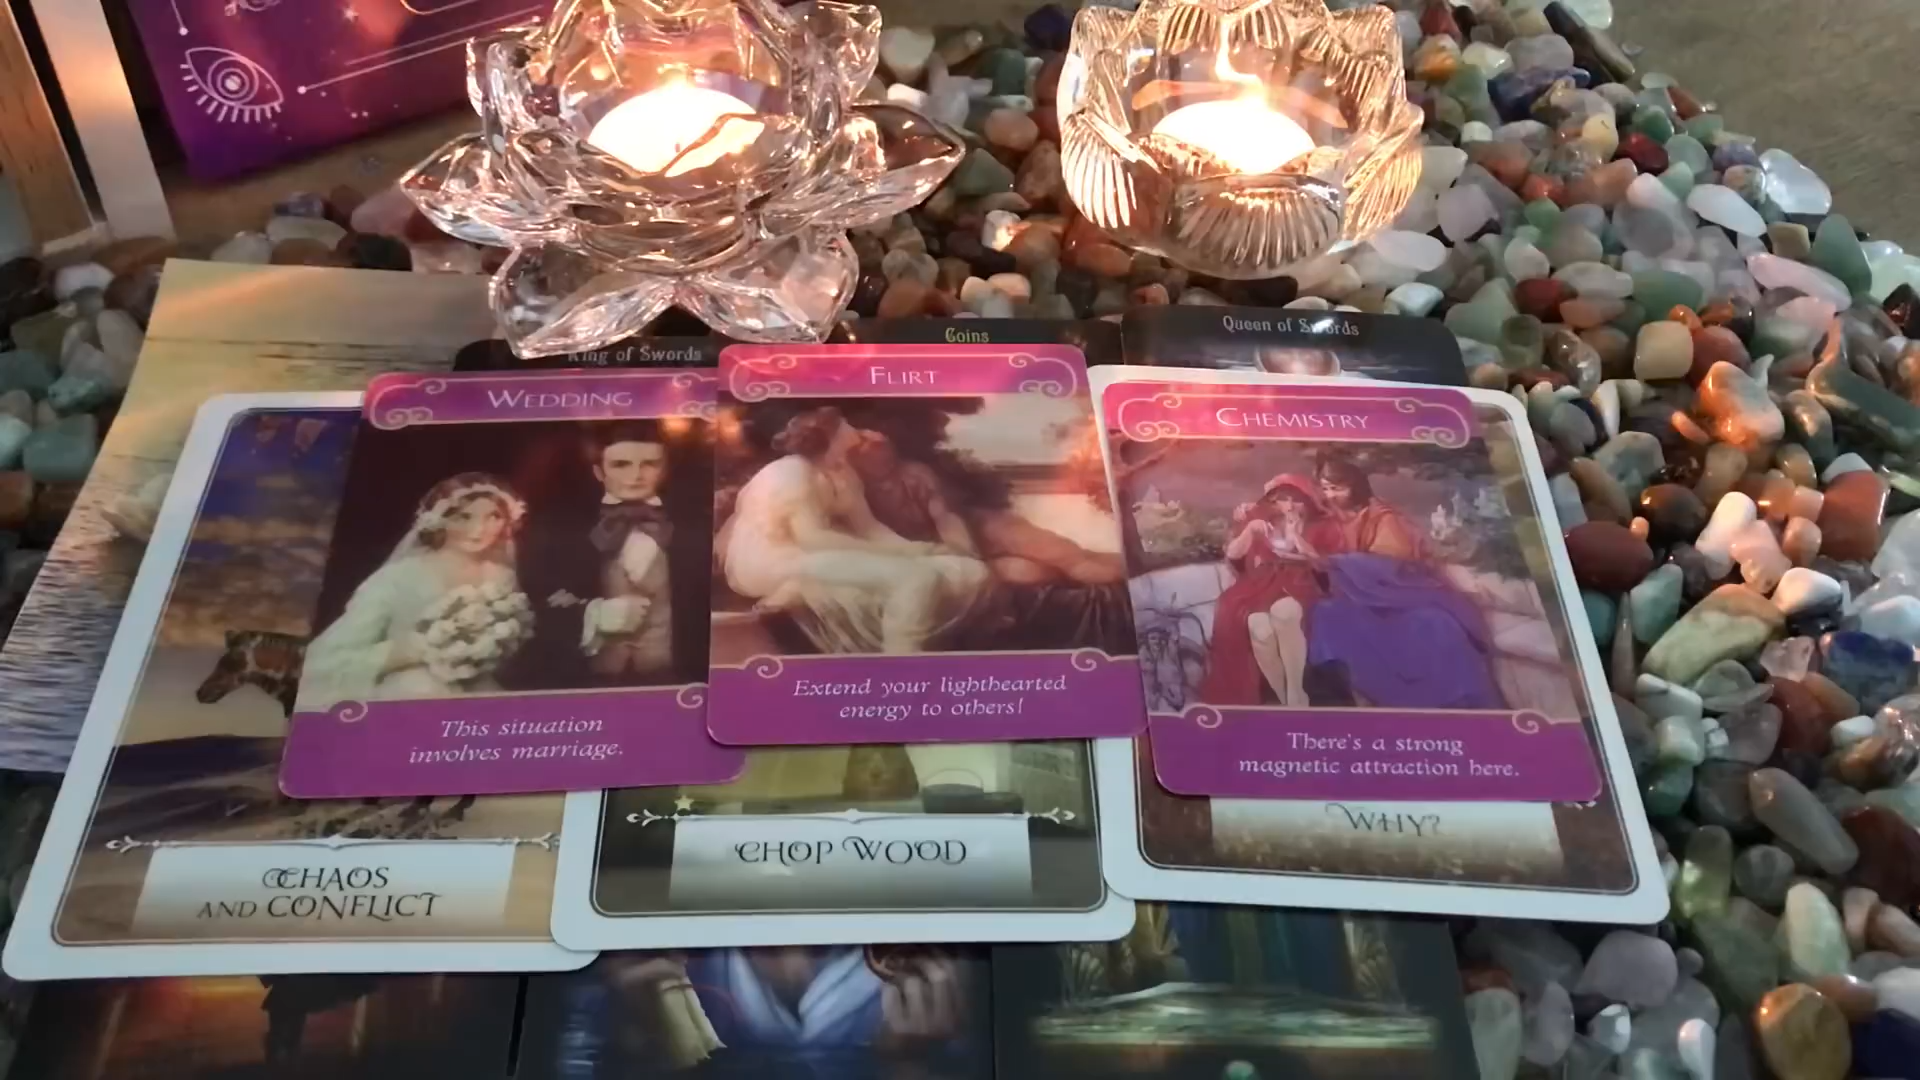 King of Swords
Coins
Queen of Swords
WEDDING
This situation
involves marriage.
FLIRT
Extend your lighthearted
energy to others!
CHEMISTRY
There's a strong
magnetic attraction here.
CHAOS
AND CONFLICT
CHOP WOOD
WHY?